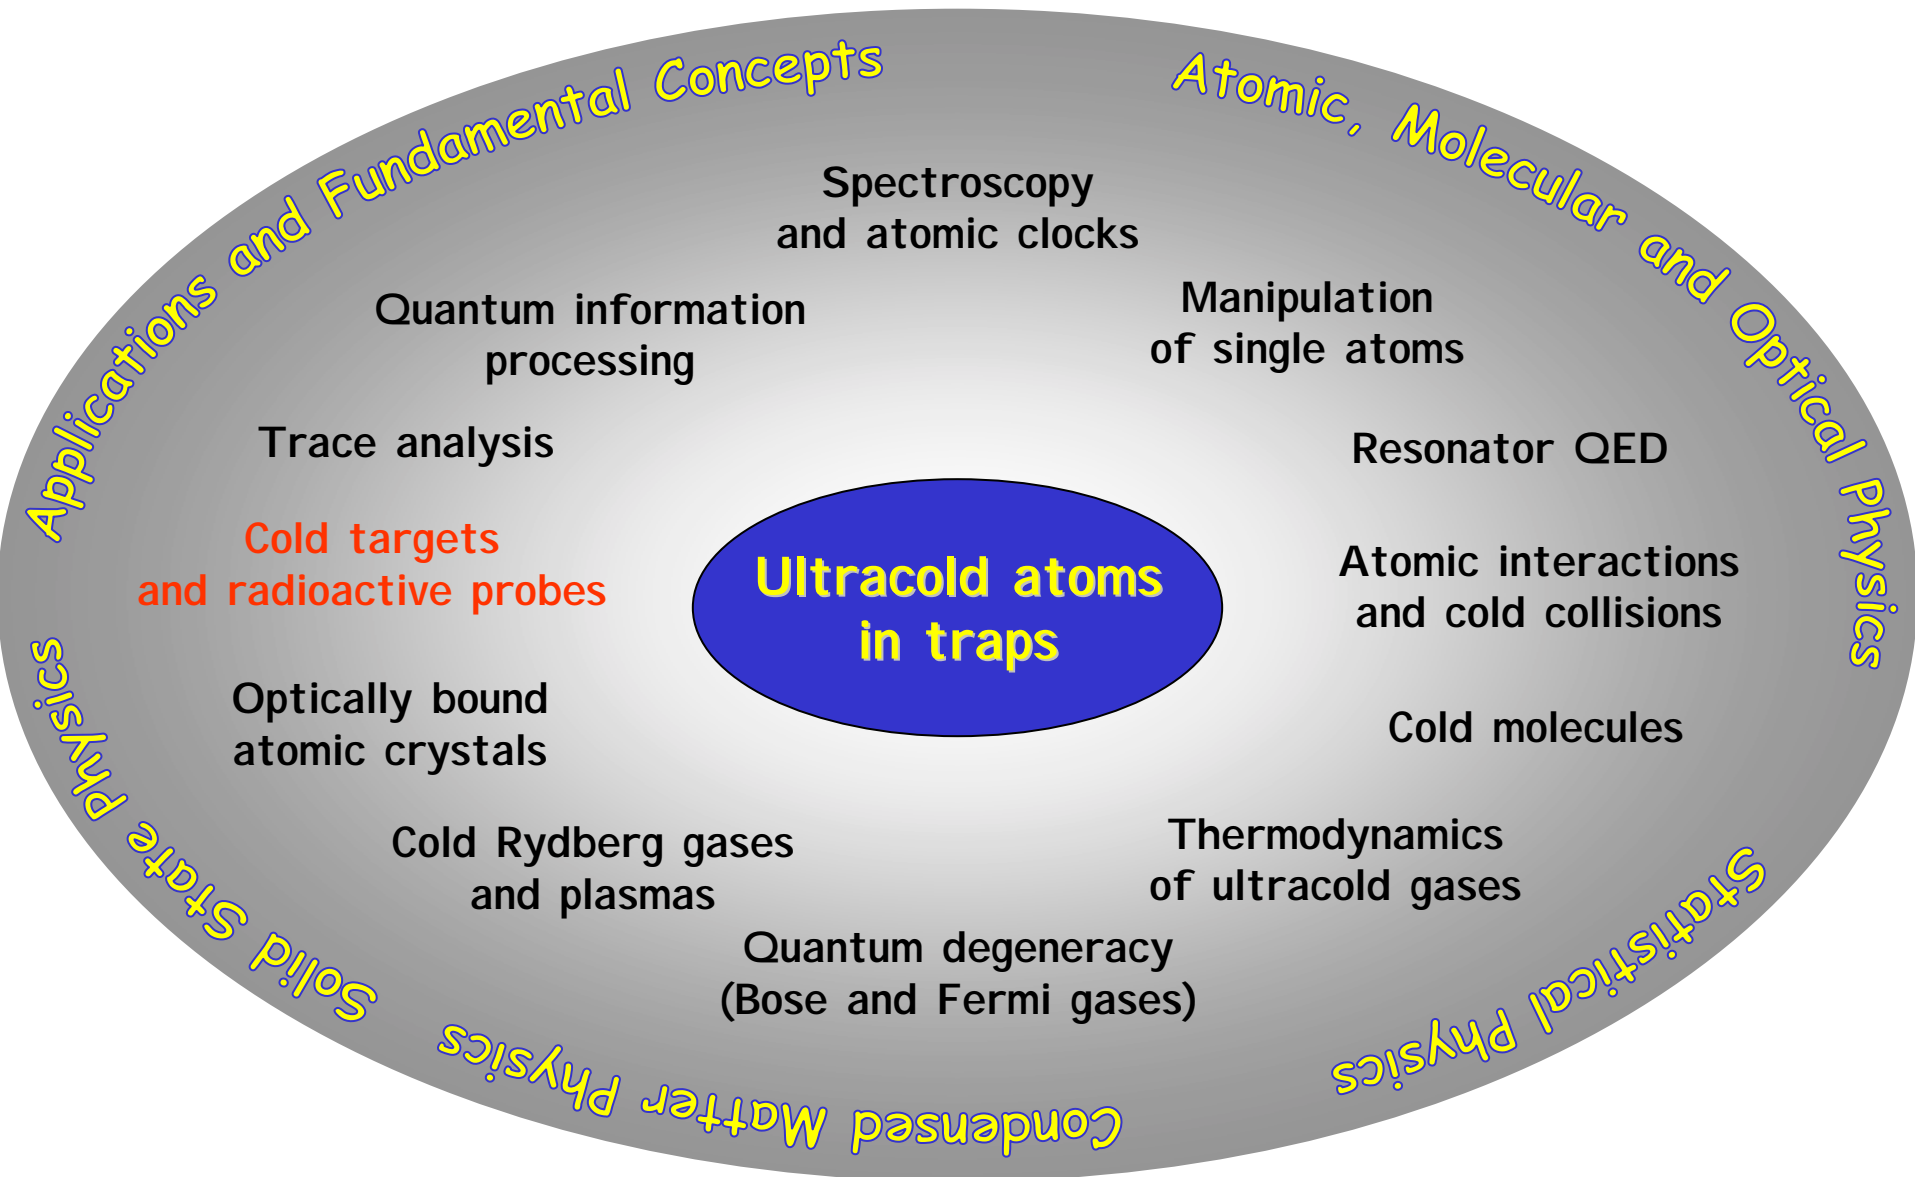 Applications and Fundamental Concepts
Atomic, Molecular and Optical Physics
Spectroscopy
and atomic clocks
Quantum information
processing
Manipulation
of single atoms
Trace analysis
Resonator QED
Cold targets
and radioactive probes
Ultracold atoms
in traps
Atomic interactions
and cold collisions
Optically bound
atomic crystals
Cold molecules
Cold Rydberg gases
and plasmas
Thermodynamics
of ultracold gases
Quantum degeneracy
(Bose and Fermi gases)
Statistical Physics
Condensed Matter Physics
Solid State Physics